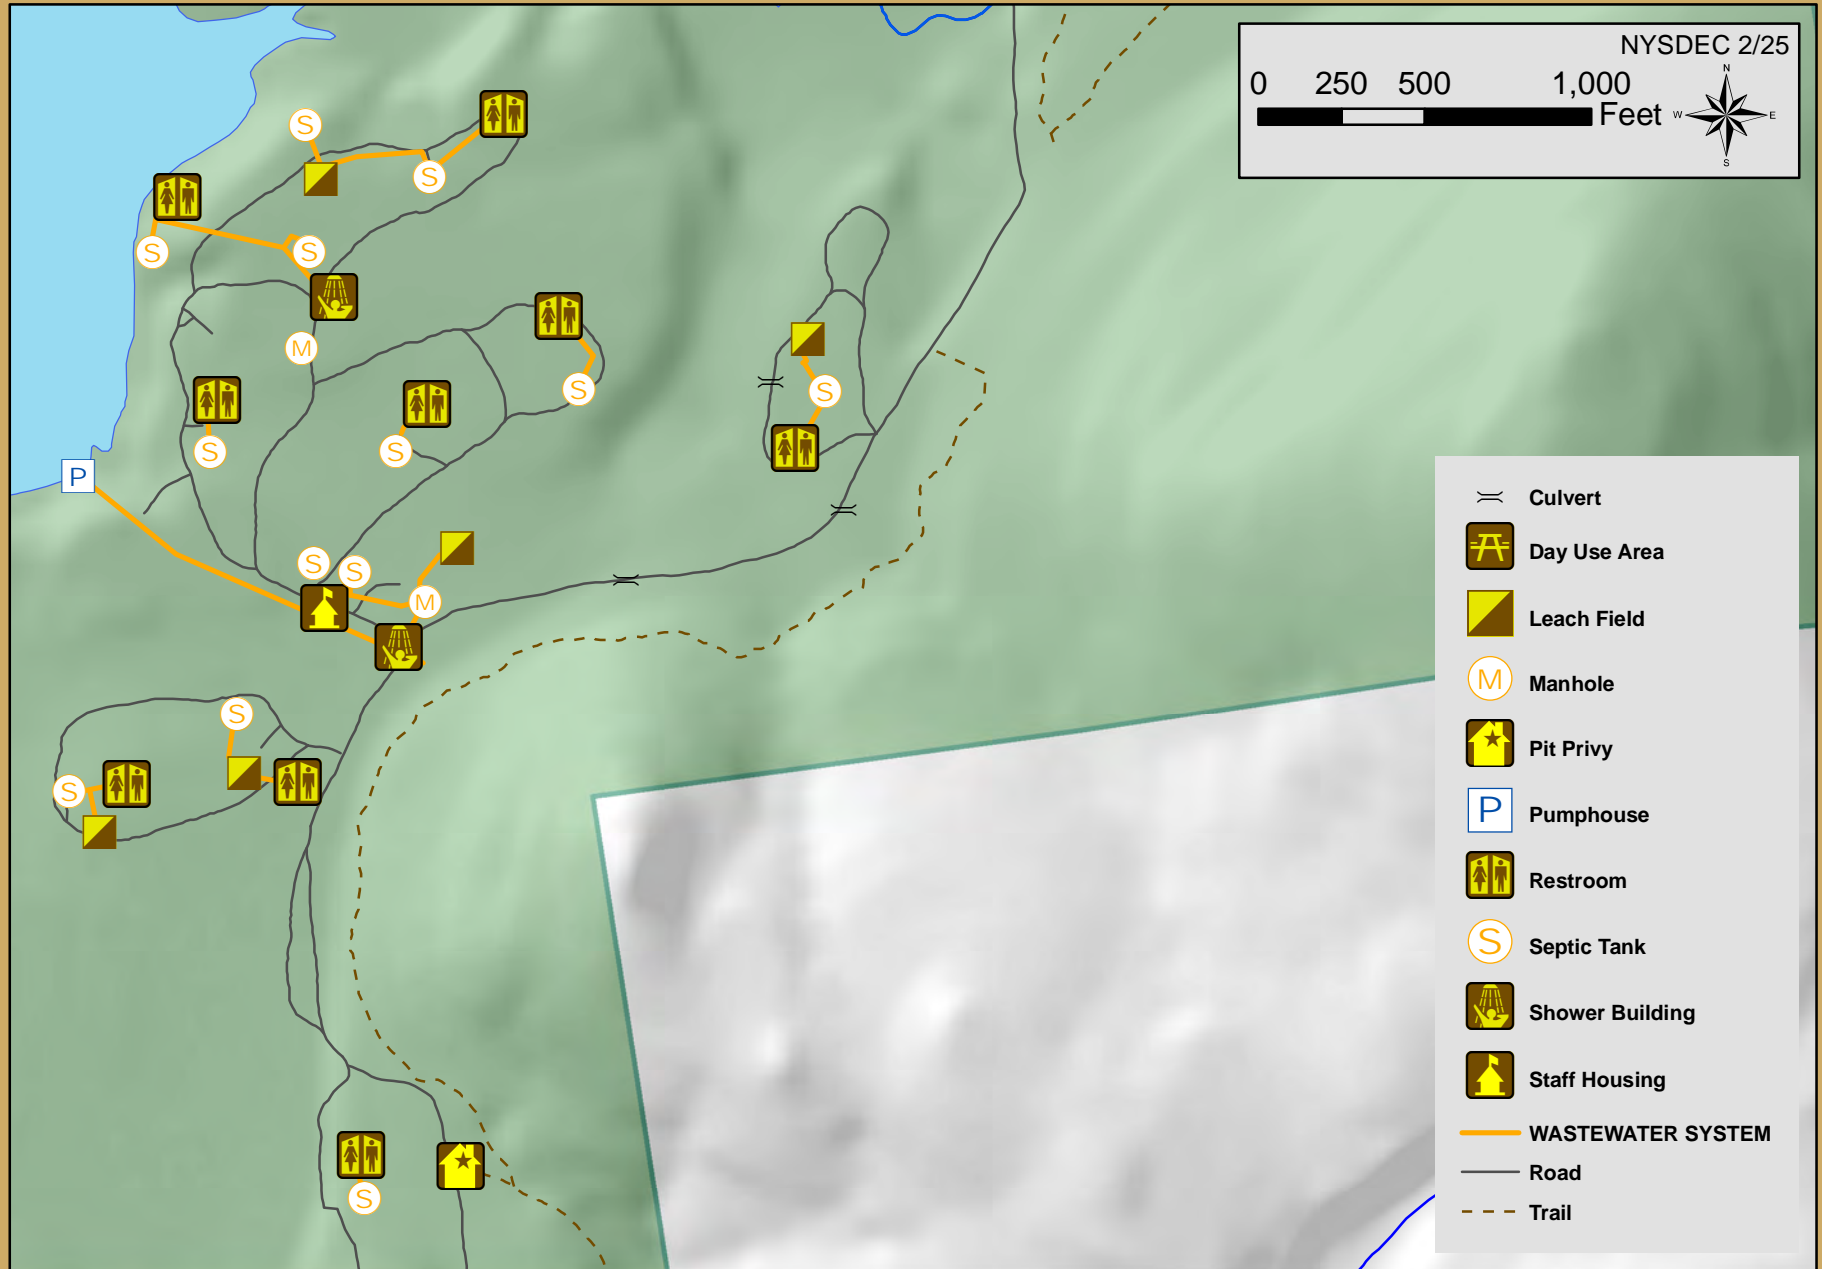 NYSDEC 2/25
0 250 500 1,000
Feet
N
W E
S
S
S
S
S
M
S
S
S
S
P
S
S
M
S
S
S
Culvert
Day Use Area
Leach Field
M Manhole
Pit Privy
P Pumphouse
Restroom
S Septic Tank
Shower Building
Staff Housing
WASTEWATER SYSTEM
Road
Trail